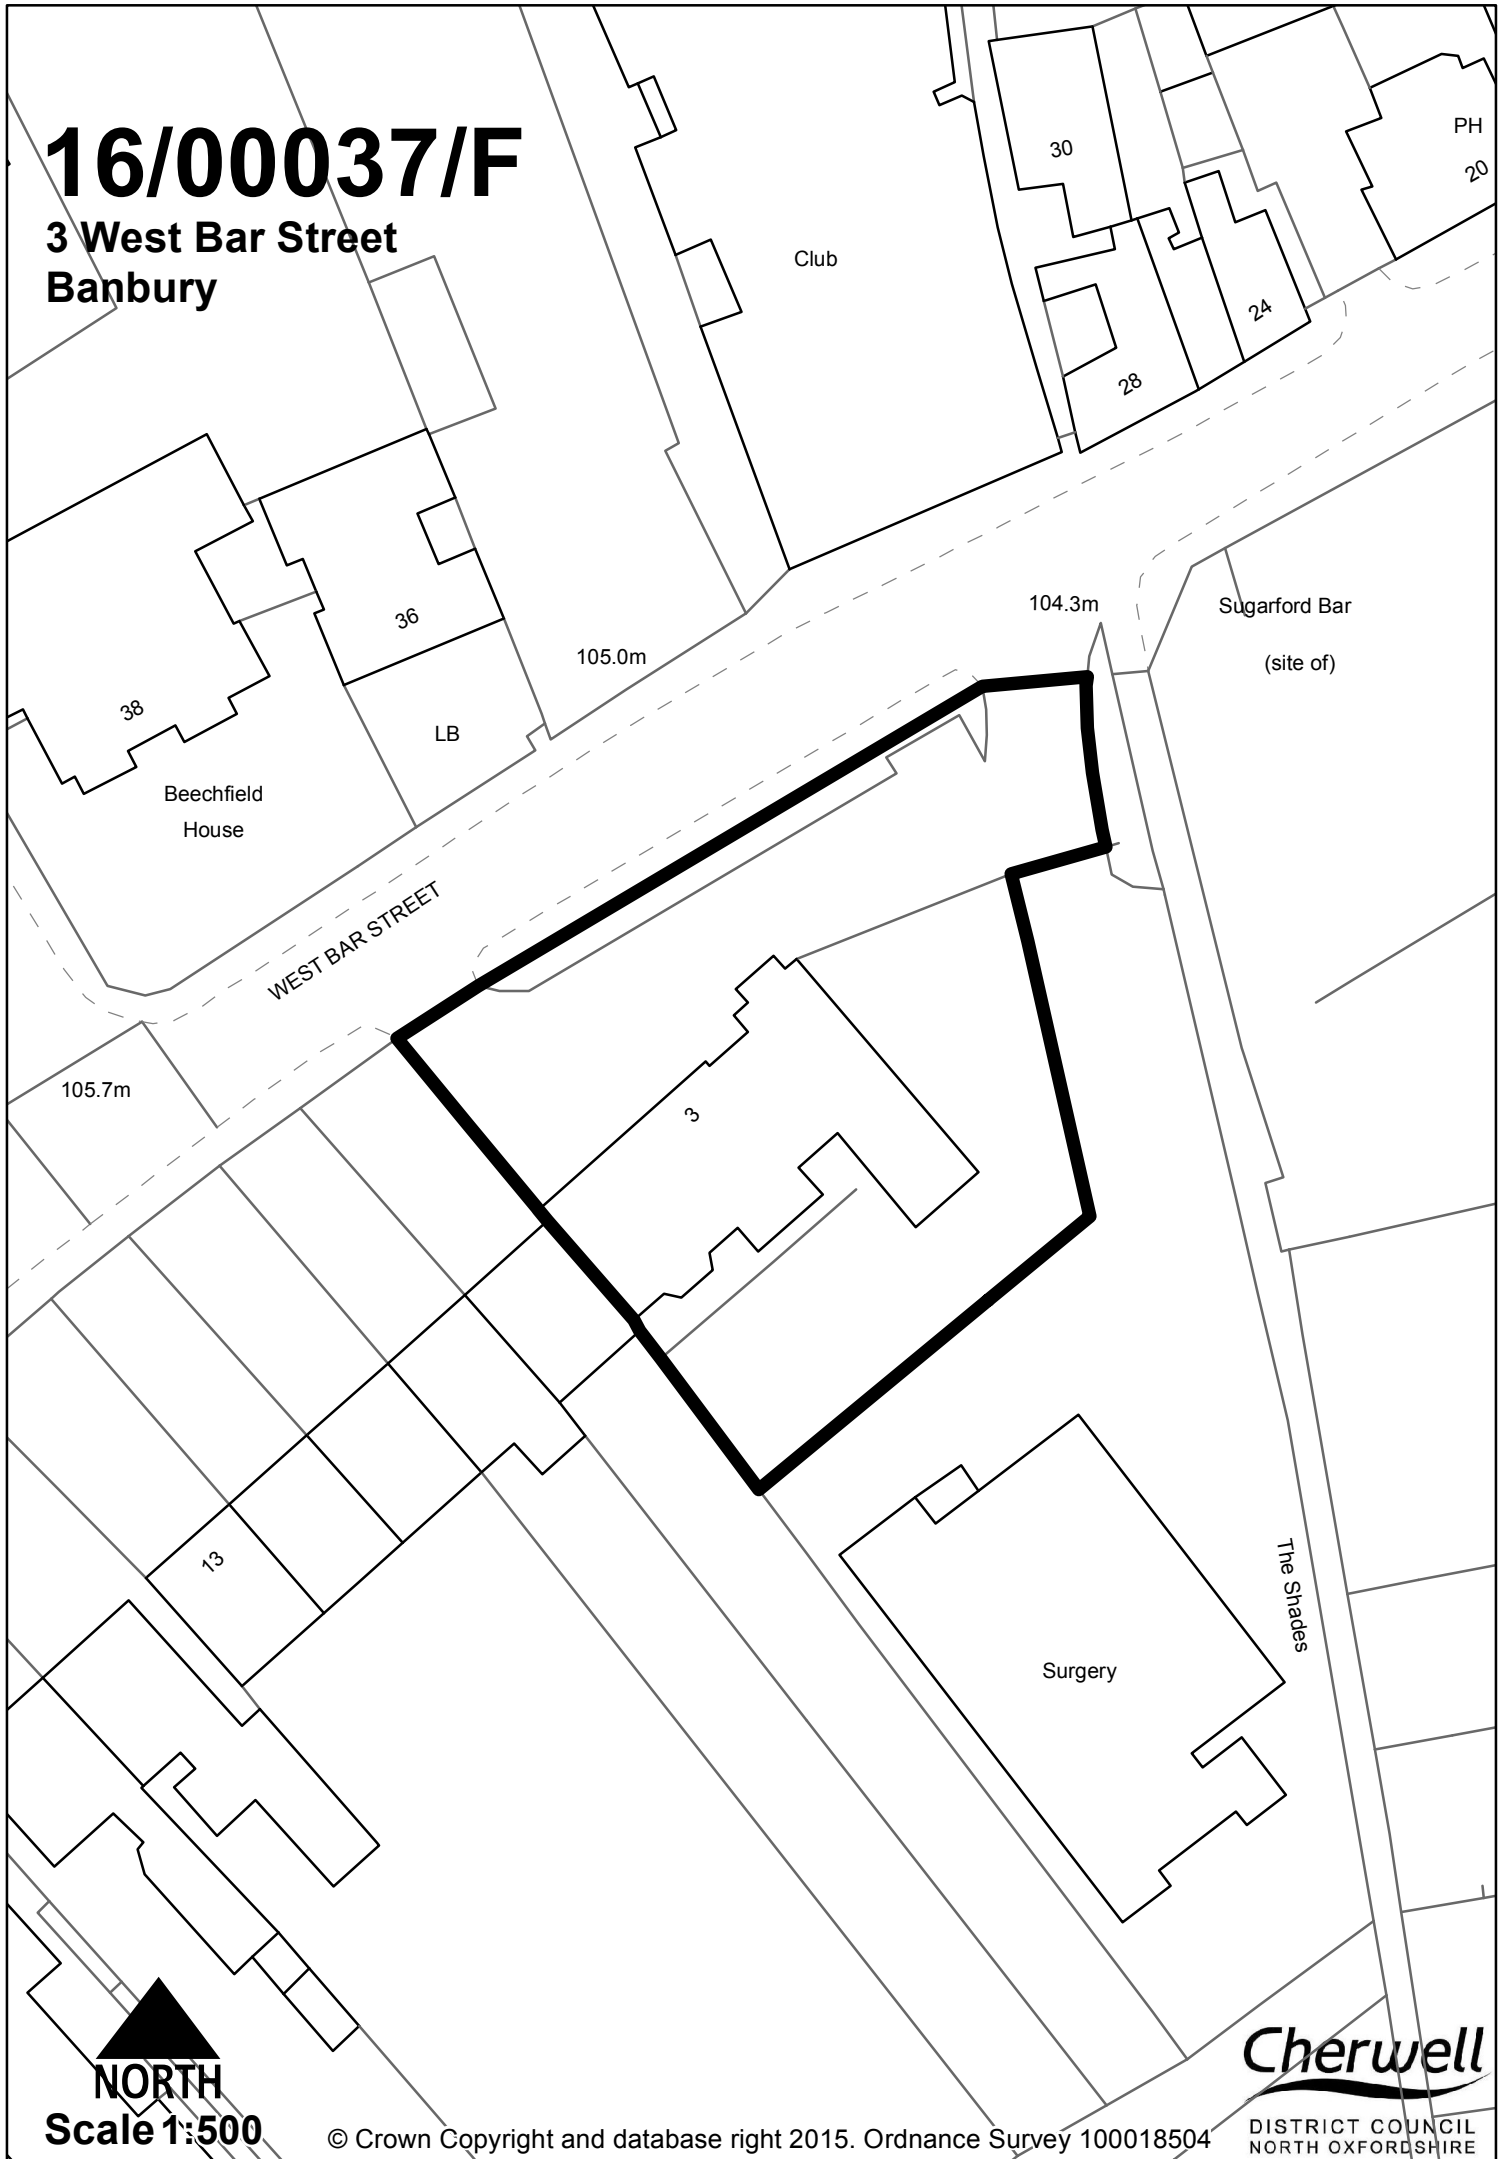 16/00037/F
3 West Bar Street
Banbury
PH
20
30
Club
24
28
36
105.0m
104.3m
Sugarford Bar
(site of)
38
LB
Beechfield
House
WEST BAR STREET
105.7m
3
13
The Shades
Surgery
NORTH
Scale 1:500
© Crown Copyright and database right 2015. Ordnance Survey 100018504
Cherwell
DISTRICT COUNCIL
NORTH OXFORDSHIRE